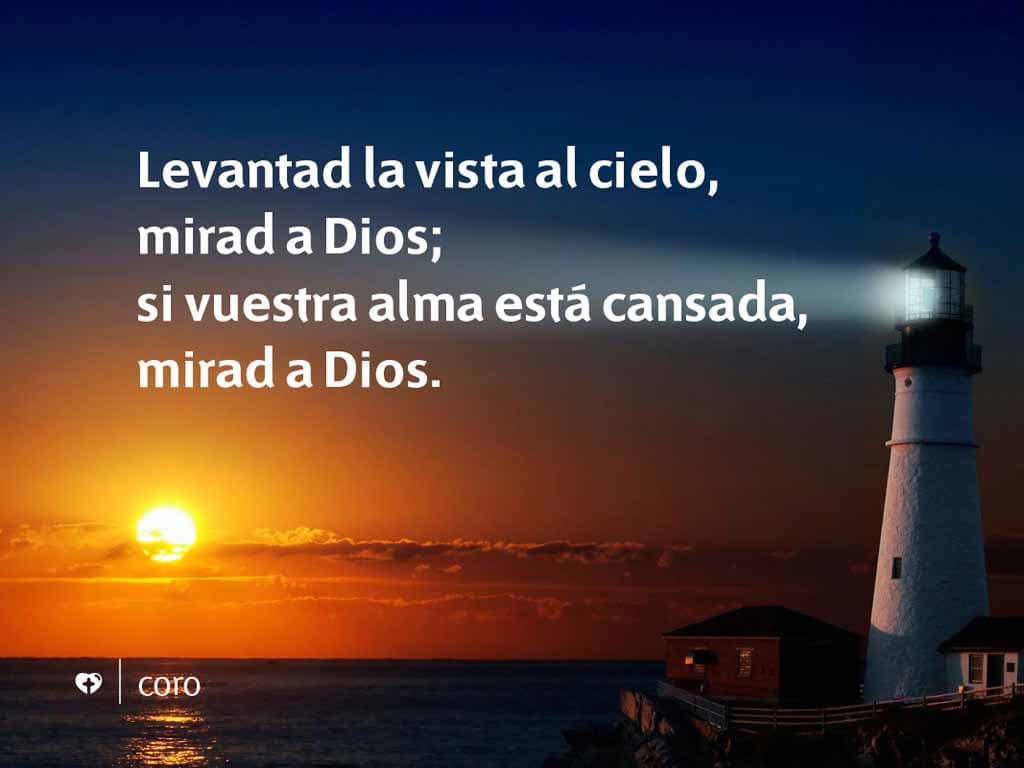 Levantad la vista al cielo,
mirad a Dios;
si vuestra alma está cansada,
mirad a Dios.
coro